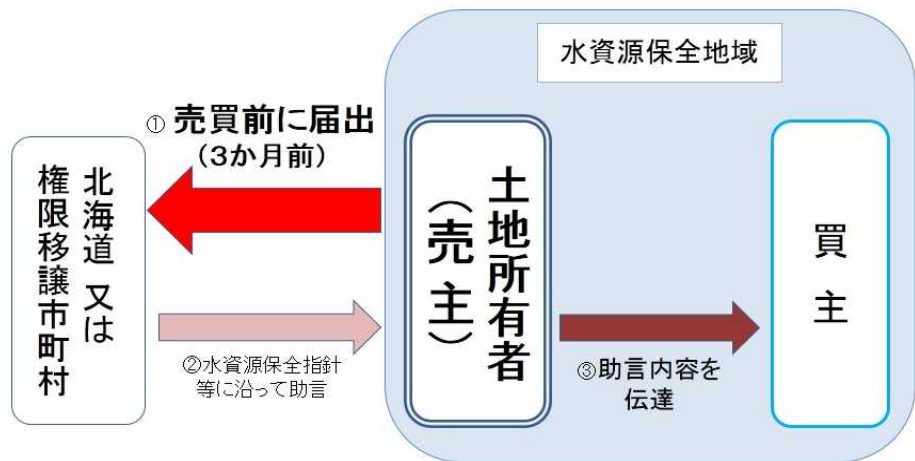 水資源保全地域
① 売買前に届出
(3か月前)
北海道 又は
権限移譲市町村
土地所有者
(売主)
買主
②水資源保全指針
等に沿って助言
③助言内容を
伝達